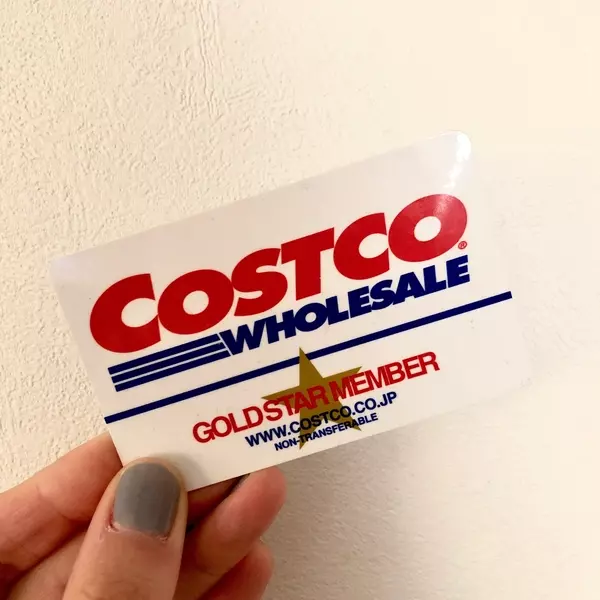 COSTCO®
WHOLESALE
GOLD STAR MEMBER
WWW.COSTCO.CO.JP
NON-TRANSFERABLE